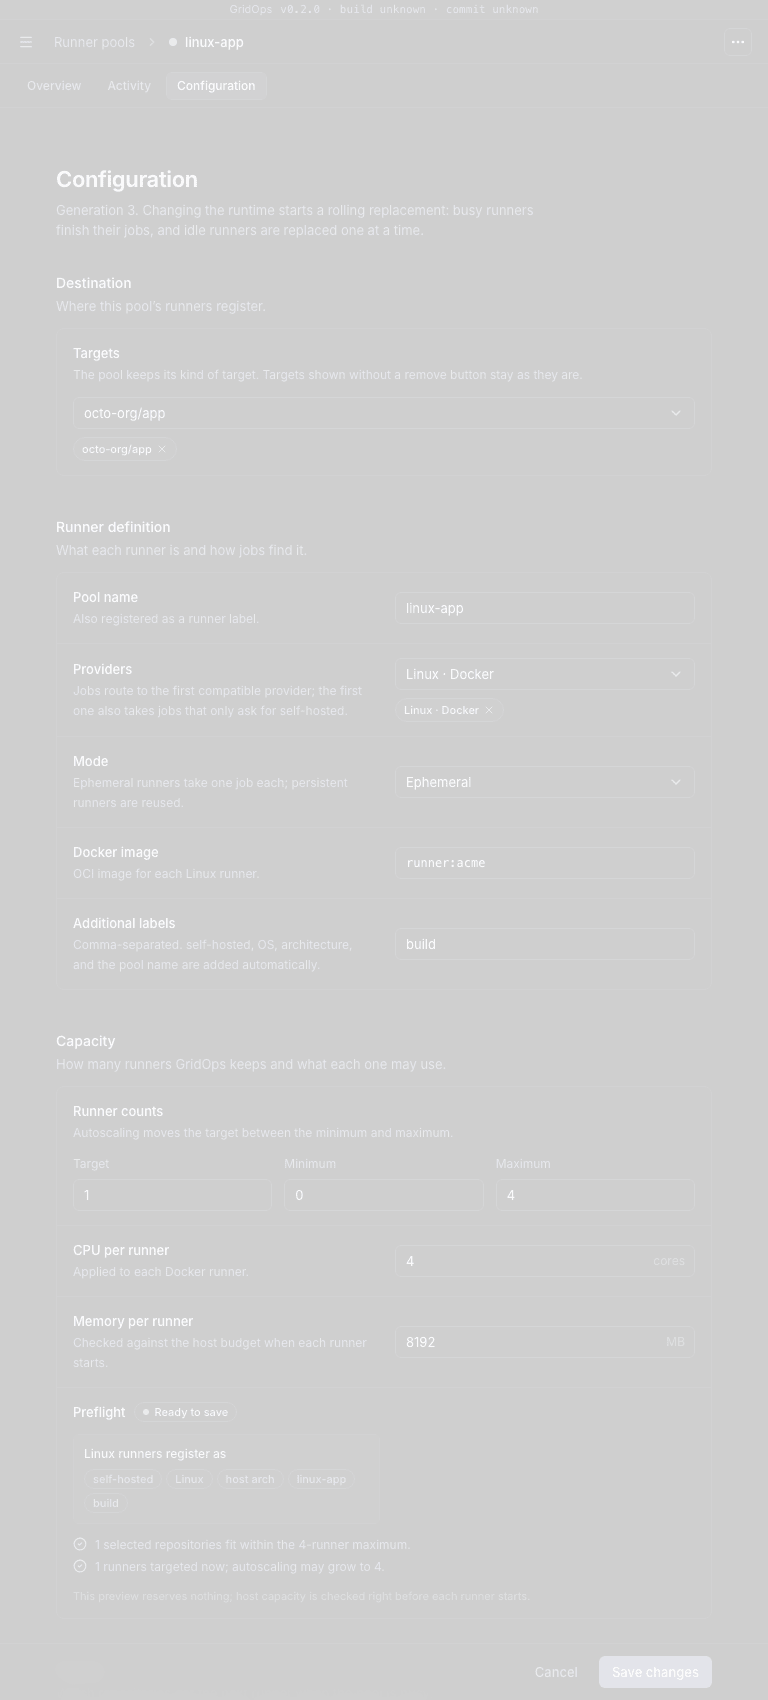 GridOps v0.2.0 · build unknown · commit unknown
Runner pools > linux-app
Overview Activity Configuration
Configuration
Generation 3. Changing the runtime starts a rolling replacement: busy runners
finish their jobs, and idle runners are replaced one at a time.
Destination
Where this pool's runners register.
Targets
The pool keeps its kind of target. Targets shown without a remove button stay as they are.
octo-org/app
octo-org/app
Runner definition
What each runner is and how jobs find it.
Pool name
Also registered as a runner label.
linux-app
Providers
Jobs route to the first compatible provider; the first
one also takes jobs that only ask for self-hosted.
Linux · Docker
Linux · Docker
Mode
Ephemeral runners take one job each; persistent
runners are reused.
Ephemeral
Docker image
OCI image for each Linux runner.
runner:acme
Additional labels
Comma-separated. self-hosted, OS, architecture,
and the pool name are added automatically.
build
Capacity
How many runners GridOps keeps and what each one may use.
Runner counts
Autoscaling moves the target between the minimum and maximum.
Target Minimum Maximum
1 0 4
CPU per runner
Applied to each Docker runner.
4 cores
Memory per runner
Checked against the host budget when each runner
starts.
8192 MB
Preflight Ready to save
Linux runners register as
self-hosted Linux host arch linux-app
build
1 selected repositories fit within the 4-runner maximum.
1 runners targeted now; autoscaling may grow to 4.
This preview reserves nothing; host capacity is checked right before each runner starts.
Cancel Save changes